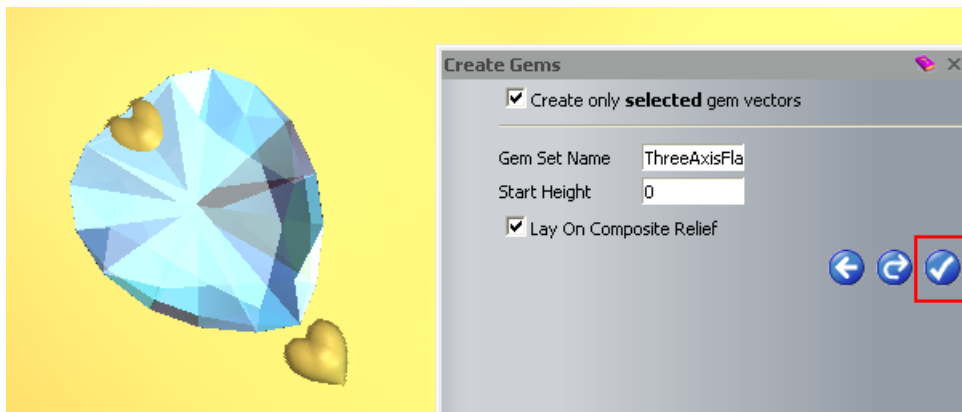 Create Gems
Create only selected gem vectors
Gem Set Name ThreeAxisFla
Start Height 0
Lay On Composite Relief